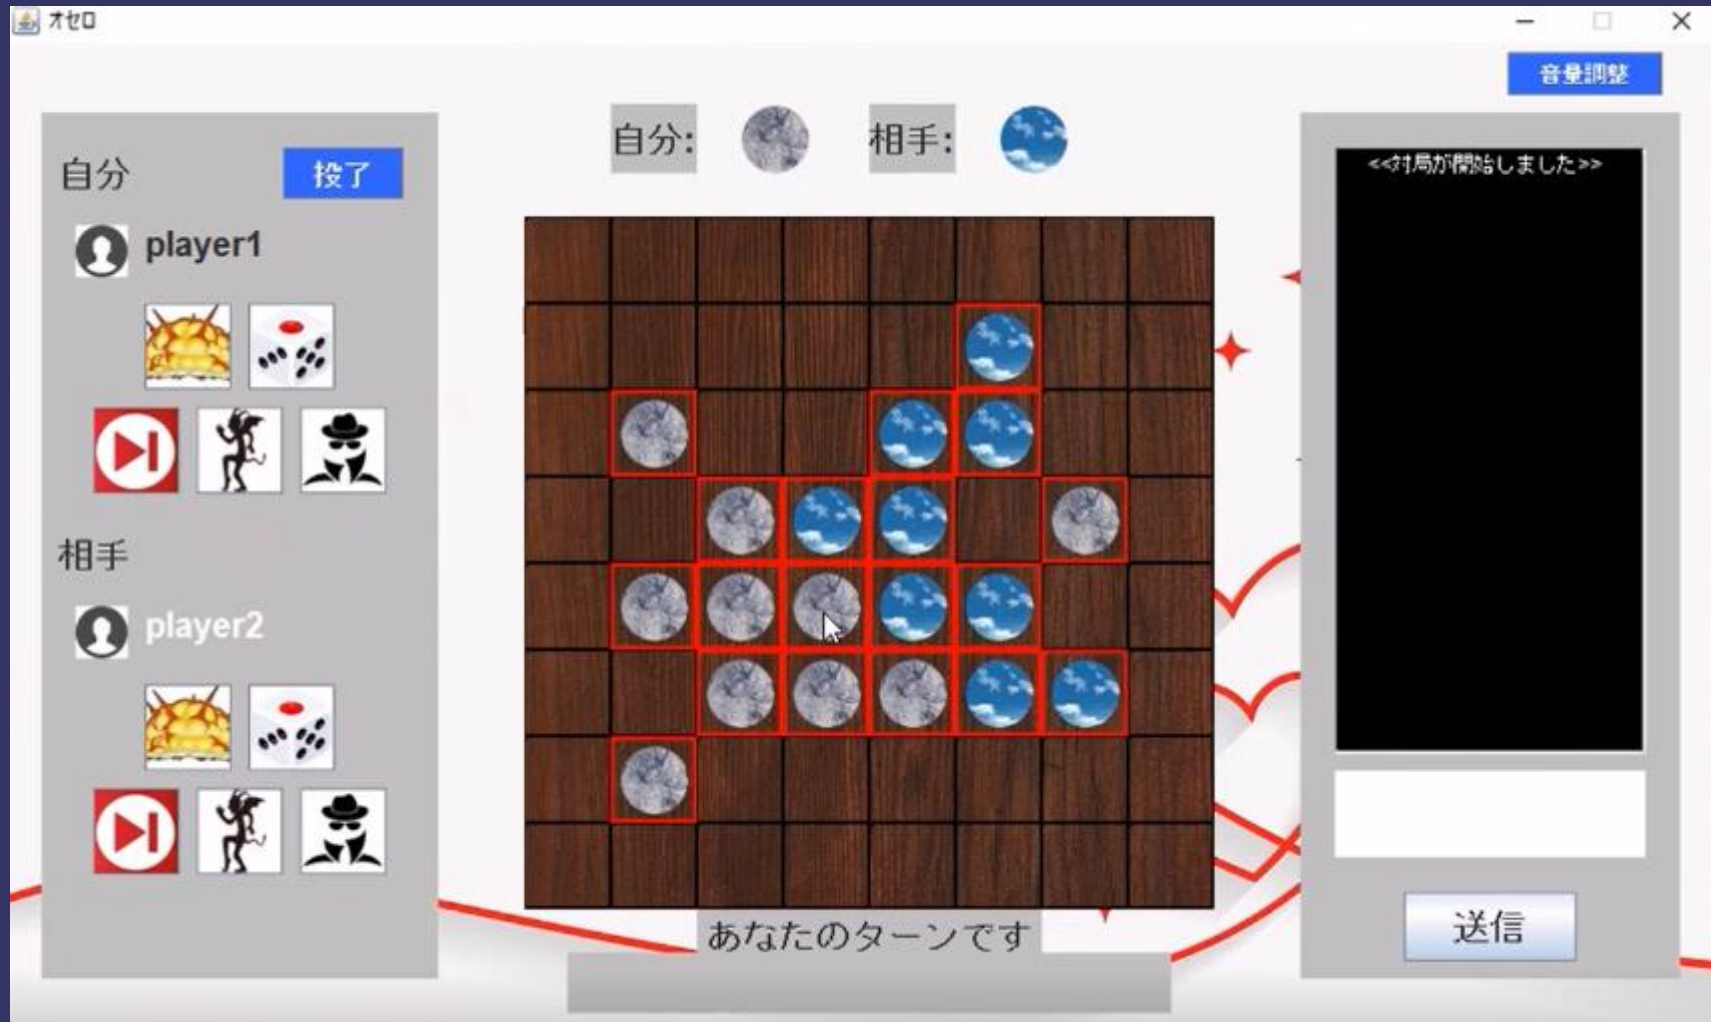 オセロ
音量調整
自分: 相手:
自分 投了
player1
相手
player2
<<対局が開始しました>>
あなたのターンです
送信